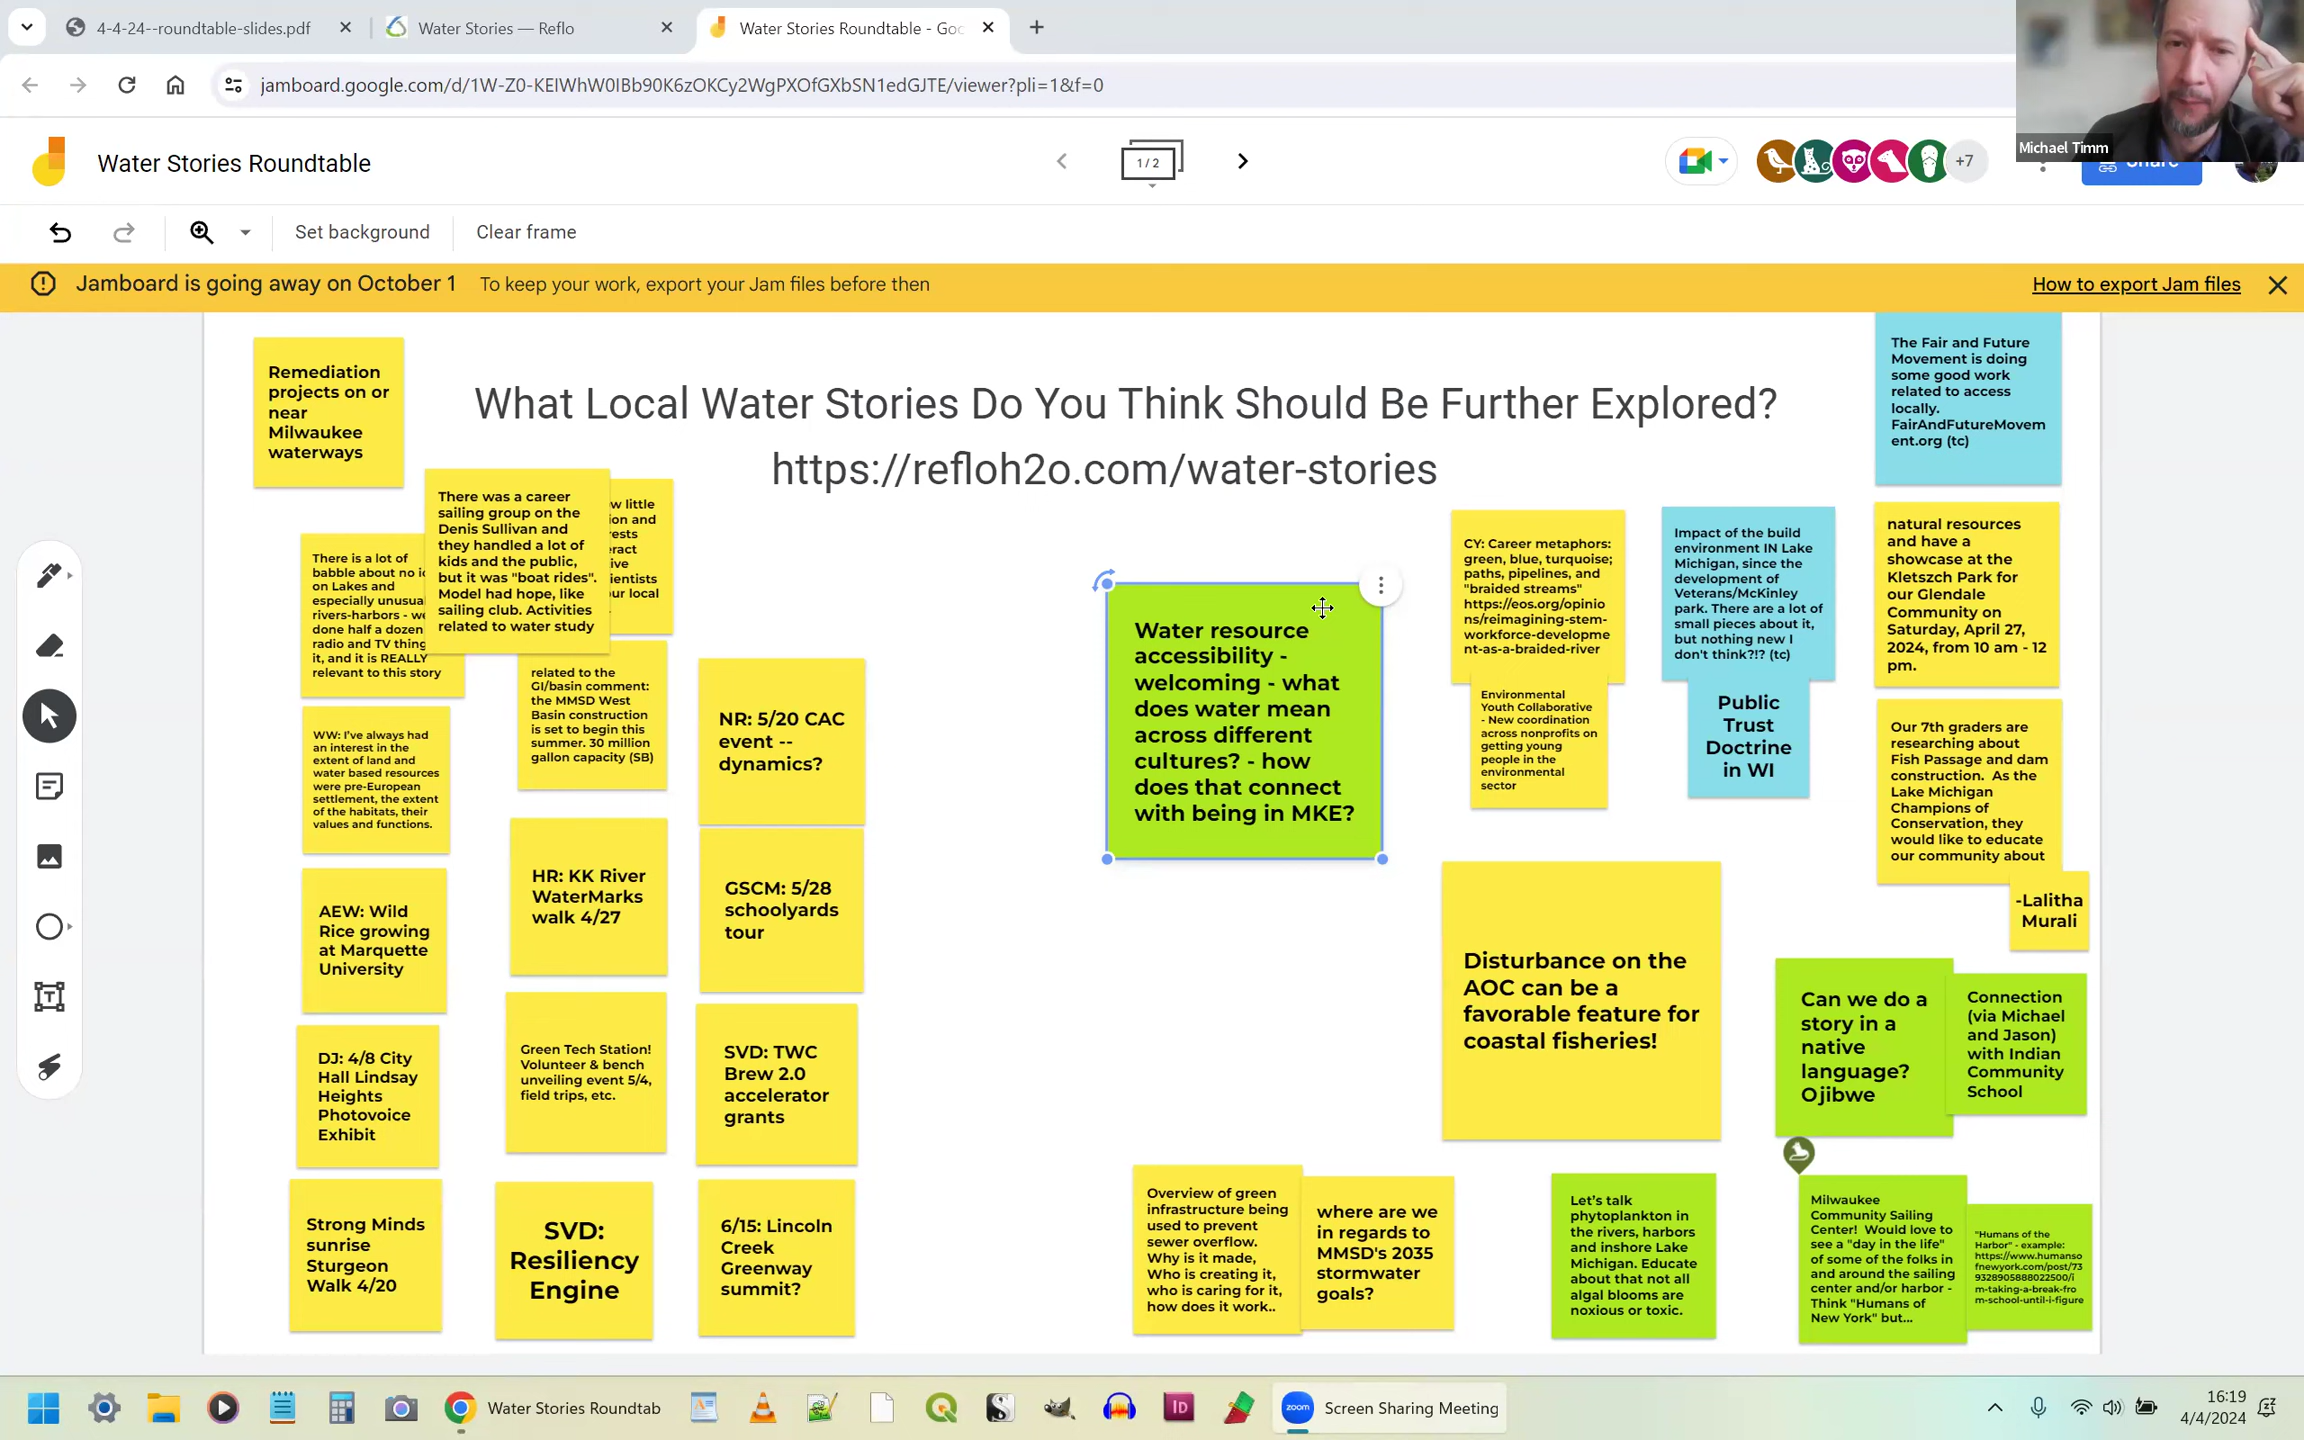 4-4-24--roundtable-slides.pdf
Water Stories — Reflo
Water Stories Roundtable - Goo
jamboard.google.com/d/1W-Z0-KEIWhW0IBb90K6zOKCy2WgPXOfGXbSN1edGJTE/viewer?pli=1&f=0
Michael Timm
Water Stories Roundtable
1 / 2
+7
Share
Set background
Clear frame
Jamboard is going away on October 1
To keep your work, export your Jam files before then
How to export Jam files
What Local Water Stories Do You Think Should Be Further Explored?
https://refloh2o.com/water-stories
Remediation
projects on or
near
Milwaukee
waterways
There was a career
sailing group on the
Denis Sullivan and
they handled a lot of
kids and the public,
but it was "boat rides".
Model had hope, like
sailing club. Activities
related to water study
little
and
our local
There is a lot of
babble about no
on Lakes and
especially unusua
rivers-harbors -
done half a dozen
radio and TV thing
it, and it is REALLY
relevant to this story
related to the
GI/basin comment:
the MMSD West
Basin construction
is set to begin this
summer. 30 million
gallon capacity (SB)
WW: I've always had
an interest in the
extent of land and
water based resources
were pre-European
settlement, the extent
of the habitats, their
values and functions.
NR: 5/20 CAC
event --
dynamics?
HR: KK River
WaterMarks
walk 4/27
GSCM: 5/28
schoolyards
tour
AEW: Wild
Rice growing
at Marquette
University
Green Tech Station!
Volunteer & bench
unveiling event 5/4,
field trips, etc.
SVD: TWC
Brew 2.0
accelerator
grants
DJ: 4/8 City
Hall Lindsay
Heights
Photovoice
Exhibit
Strong Minds
sunrise
Sturgeon
Walk 4/20
SVD:
Resiliency
Engine
6/15: Lincoln
Creek
Greenway
summit?
Water resource
accessibility -
welcoming - what
does water mean
across different
cultures? - how
does that connect
with being in MKE?
CY: Career metaphors:
green, blue, turquoise;
paths, pipelines, and
"braided streams"
https://eos.org/opinio
ns/reimagining-stem-
workforce-developme
nt-as-a-braided-river
Environmental
Youth Collaborative
- New coordination
across nonprofits on
getting young
people in the
environmental
sector
Impact of the build
environment IN Lake
Michigan, since the
development of
Veterans/McKinley
park. There are a lot of
small pieces about it,
but nothing new I
don't think?!? (tc)
Public
Trust
Doctrine
in WI
The Fair and Future
Movement is doing
some good work
related to access
locally.
FairAndFutureMovem
ent.org (tc)
natural resources
and have a
showcase at the
Kletszch Park for
our Glendale
Community on
Saturday, April 27,
2024, from 10 am - 12
pm.
Our 7th graders are
researching about
Fish Passage and dam
construction. As the
Lake Michigan
Champions of
Conservation, they
would like to educate
our community about
-Lalitha
Murali
Disturbance on the
AOC can be a
favorable feature for
coastal fisheries!
Can we do a
story in a
native
language?
Ojibwe
Connection
(via Michael
and Jason)
with Indian
Community
School
Overview of green
infrastructure being
used to prevent
sewer overflow.
Why is it made,
Who is creating it,
who is caring for it,
how does it work..
where are we
in regards to
MMSD's 2035
stormwater
goals?
Let's talk
phytoplankton in
the rivers, harbors
and inshore Lake
Michigan. Educate
about that not all
algal blooms are
noxious or toxic.
Milwaukee
Community Sailing
Center! Would love to
see a "day in the life"
of some of the folks in
and around the sailing
center and/or harbor -
Think "Humans of
New York" but...
"Humans of the
Harbor" - example:
https://www.humanso
fnewyork.com/post/73
9328905888022500/i
m-taking-a-break-fro
m-school-until-i-figure
Water Stories Roundtab
Id
zoom
Screen Sharing Meeting
16:19
4/4/2024